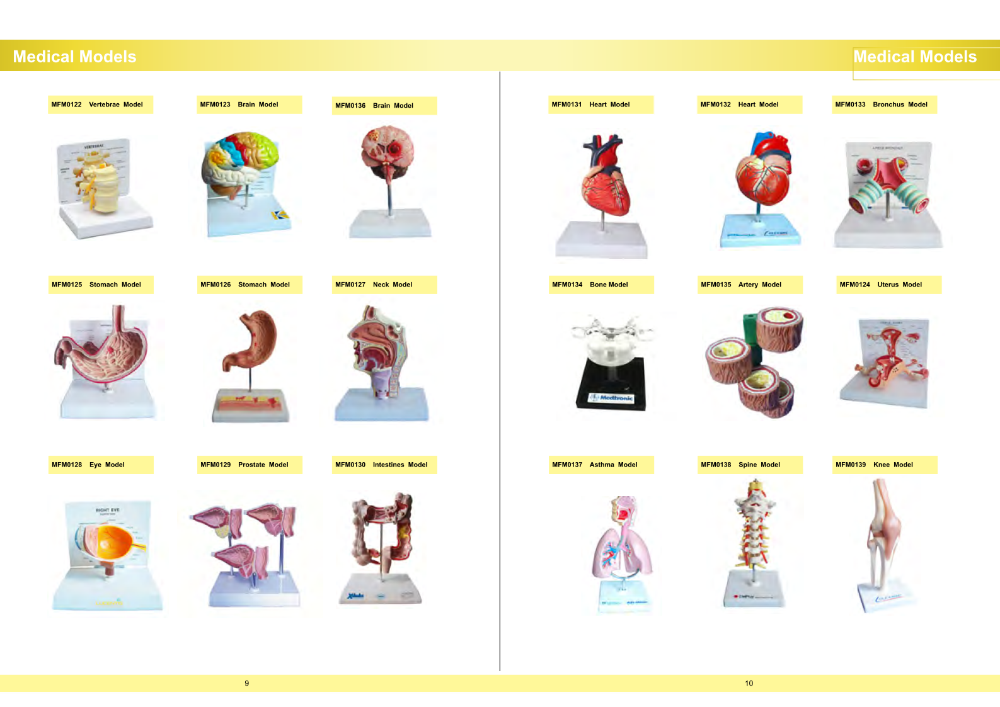 Medical Models
Medical Models
MFM0122 Vertebrae Model
MFM0123 Brain Model
MFM0136 Brain Model
VERTEBRAE
MFM0125 Stomach Model
MFM0126 Stomach Model
MFM0127 Neck Model
MFM0128 Eye Model
MFM0129 Prostate Model
MFM0130 Intestines Model
RIGHT EYE
9
MFM0131 Heart Model
MFM0132 Heart Model
MFM0133 Bronchus Model
MFM0134 Bone Model
MFM0135 Artery Model
MFM0124 Uterus Model
Medtronic
MFM0137 Asthma Model
MFM0138 Spine Model
MFM0139 Knee Model
10